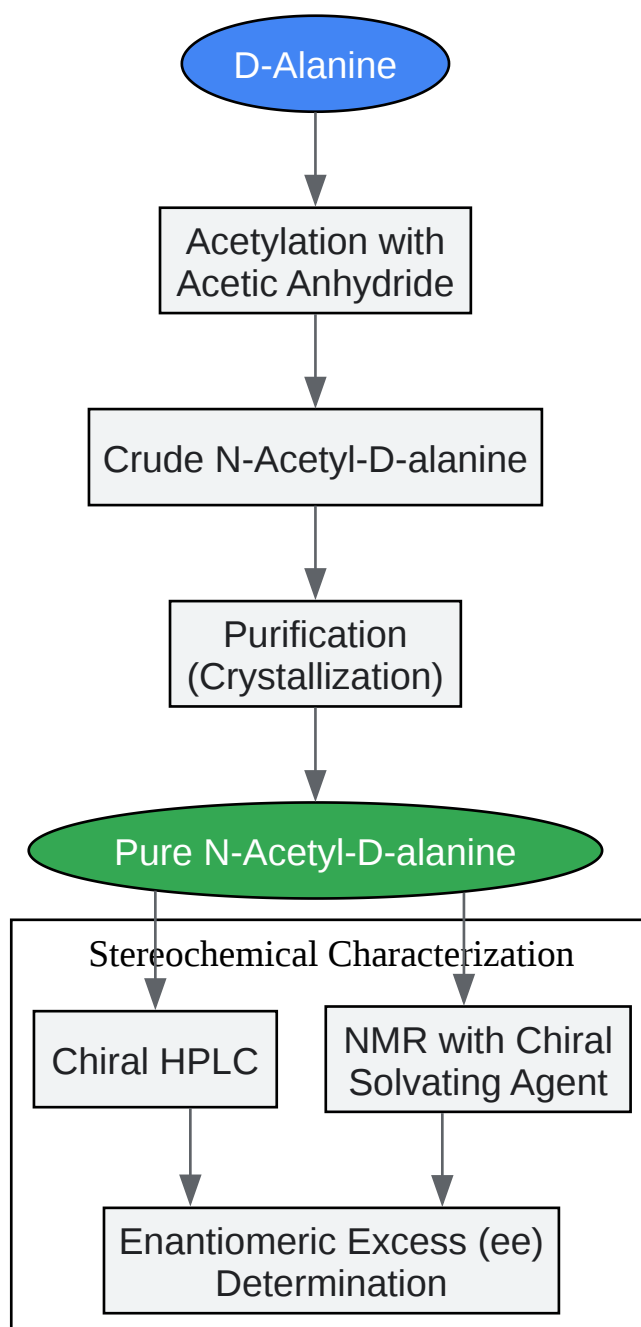 D-Alanine
Acetylation with
Acetic Anhydride
Crude N-Acetyl-D-alanine
Purification
(Crystallization)
Pure N-Acetyl-D-alanine
Stereochemical Characterization
Chiral HPLC
NMR with Chiral
Solvating Agent
Enantiomeric Excess (ee)
Determination